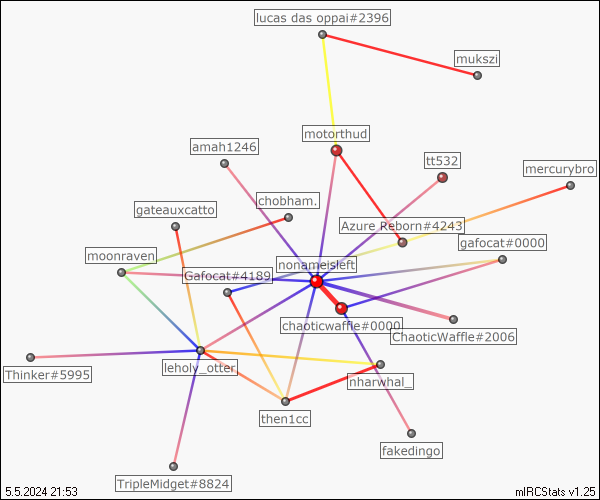 lucas das oppai#2396
mukszi
motorthud
amah1246
tt532
mercurybro
chobham.
gateauxcatto
Azure Reborn#4243
gafocat#0000
moonraven
nonameisleft
Gafocat#4189
chaoticwaffle#0000
ChaoticWaffle#2006
Thinker#5995
leholy_otter
nharwhal_
then1cc
fakedingo
TripleMidget#8824
5.5.2024 21:53
mIRCStats v1.25